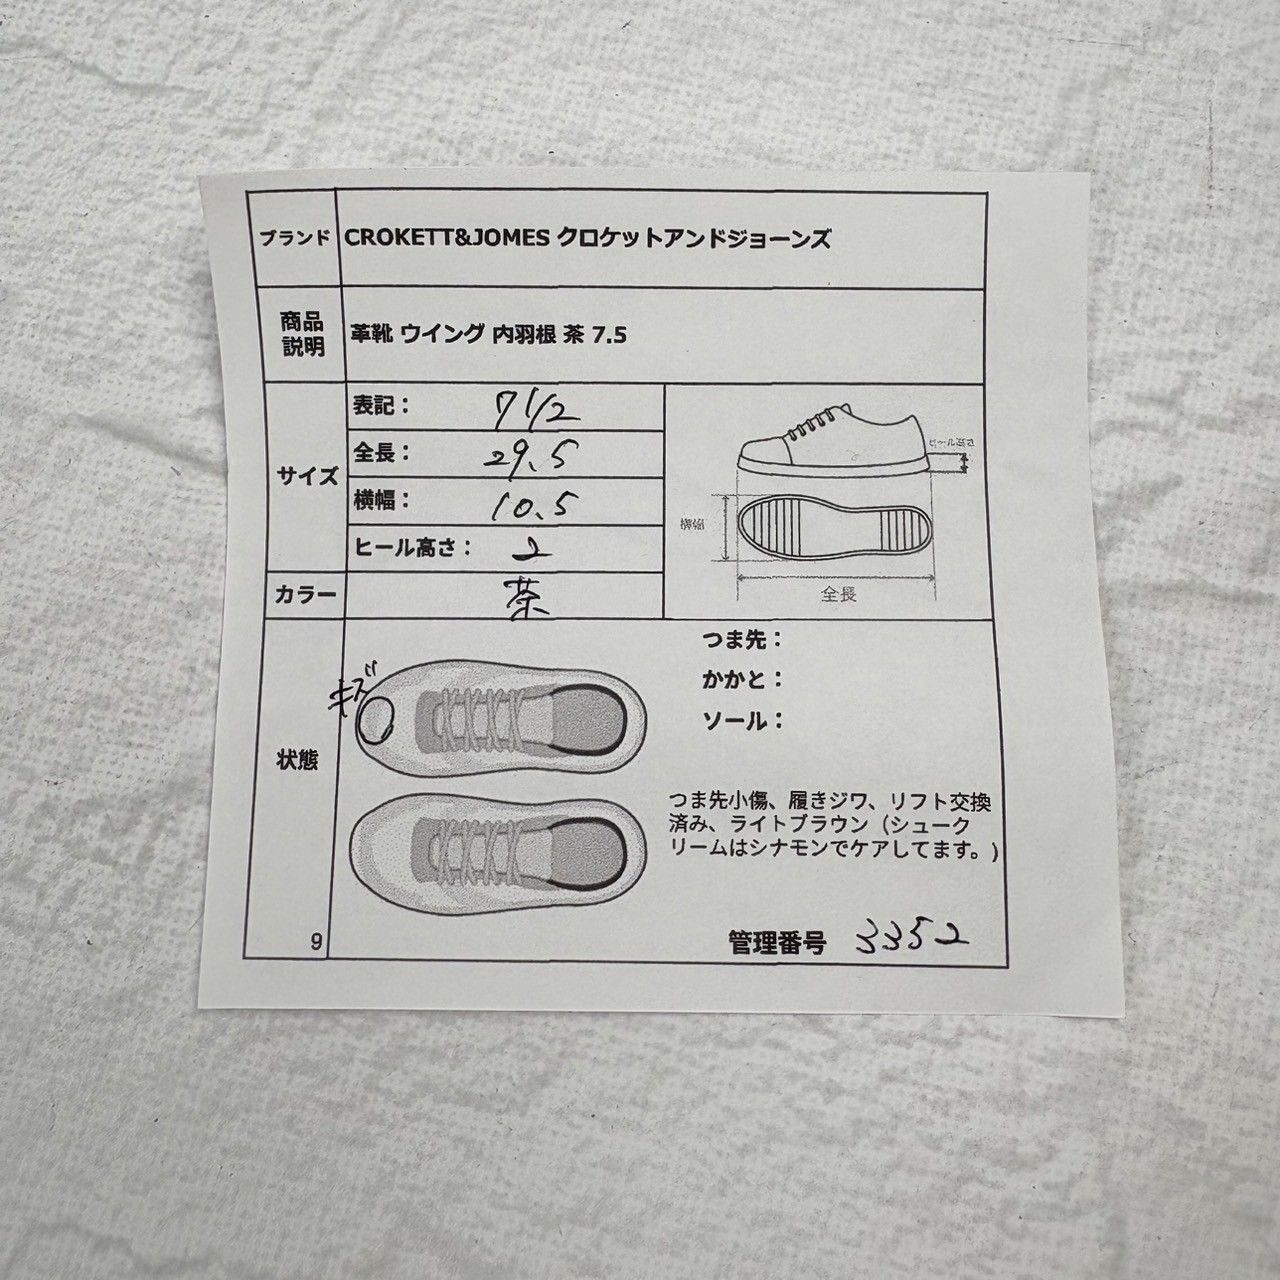 ブランド CROKETT&JOMES クロケットアンドジョーンズ
商品説明 革靴 ウイング 内羽根 茶 7.5
サイズ
表記： 7 1/2
全長： 29.5
横幅： 10.5
ヒール高さ： 2
ヒール高さ
横幅
全長
カラー 茶
状態
キズ
つま先：
かかと：
ソール：
つま先小傷、履きジワ、リフト交換
済み、ライトブラウン（シューク
リームはシナモンでケアしてます。)
9
管理番号 3352